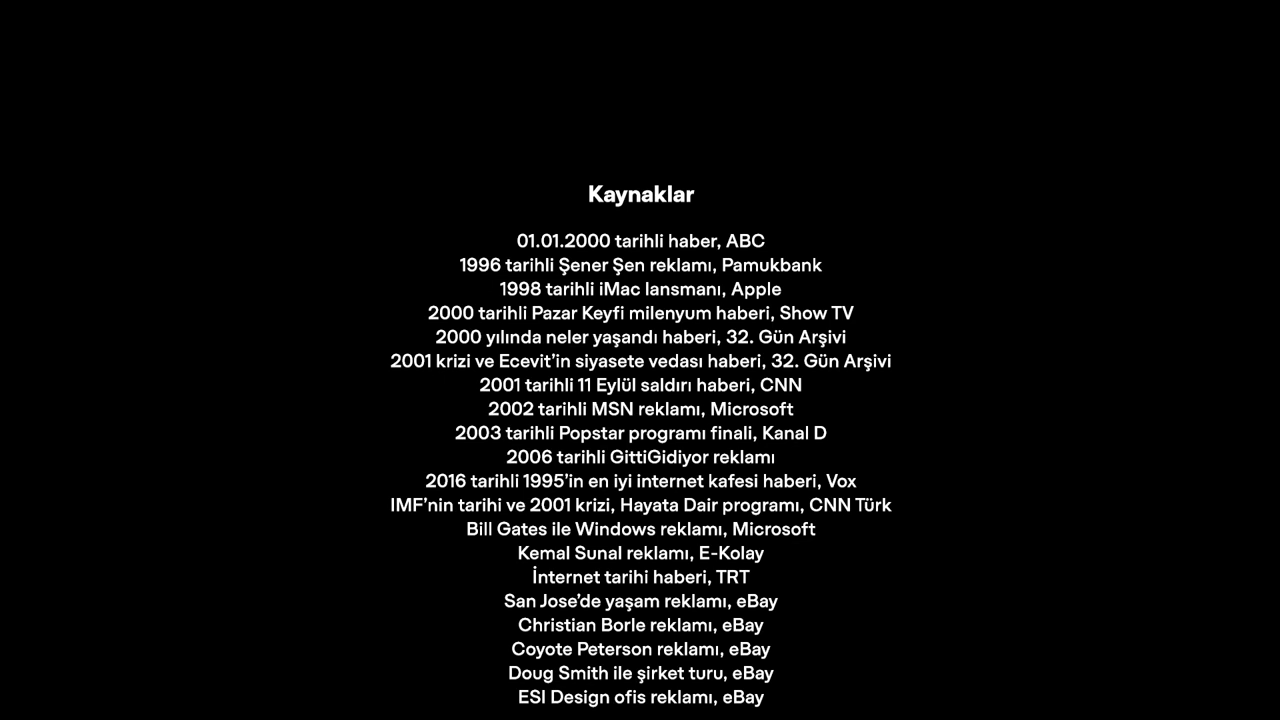 Kaynaklar
01.01.2000 tarihli haber, ABC
1996 tarihli Şener Şen reklamı, Pamukbank
1998 tarihli iMac lansmanı, Apple
2000 tarihli Pazar Keyfi milenyum haberi, Show TV
2000 yılında neler yaşandı haberi, 32. Gün Arşivi
2001 krizi ve Ecevit’in siyasete vedası haberi, 32. Gün Arşivi
2001 tarihli 11 Eylül saldırı haberi, CNN
2002 tarihli MSN reklamı, Microsoft
2003 tarihli Popstar programı finali, Kanal D
2006 tarihli GittiGidiyor reklamı
2016 tarihli 1995’in en iyi internet kafesi haberi, Vox
IMF’nin tarihi ve 2001 krizi, Hayata Dair programı, CNN Türk
Bill Gates ile Windows reklamı, Microsoft
Kemal Sunal reklamı, E-Kolay
İnternet tarihi haberi, TRT
San Jose’de yaşam reklamı, eBay
Christian Borle reklamı, eBay
Coyote Peterson reklamı, eBay
Doug Smith ile şirket turu, eBay
ESI Design ofis reklamı, eBay